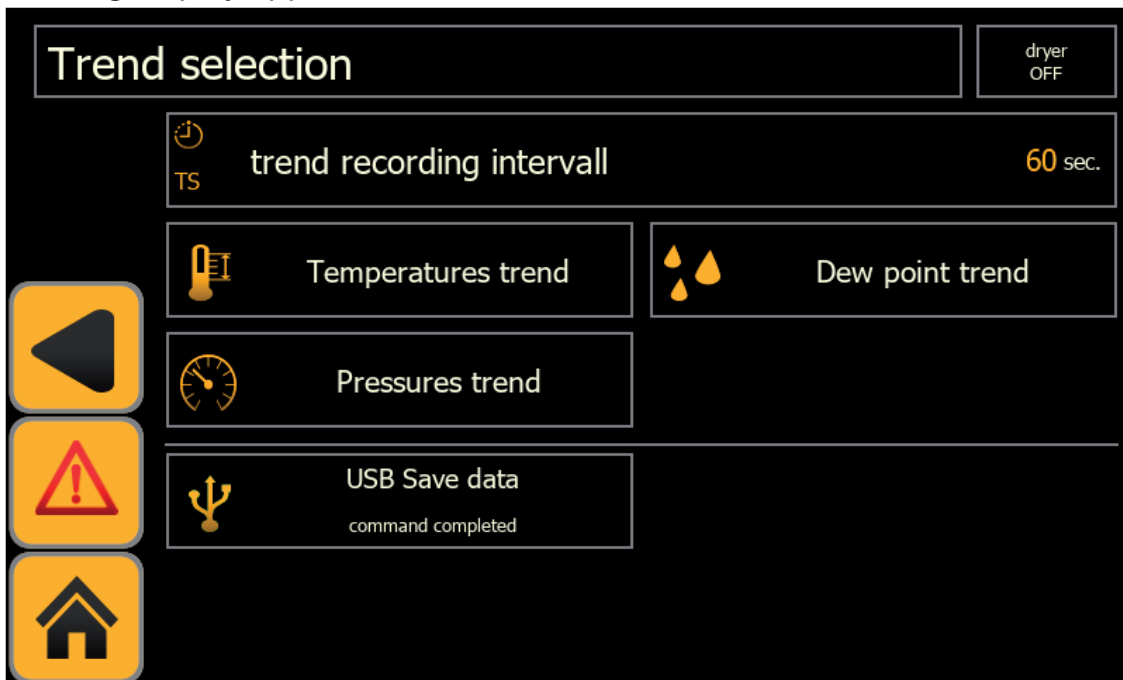 Trend selection
dryer
OFF
TS
trend recording intervall
60 sec.
Temperatures trend
Dew point trend
Pressures trend
USB Save data
command completed